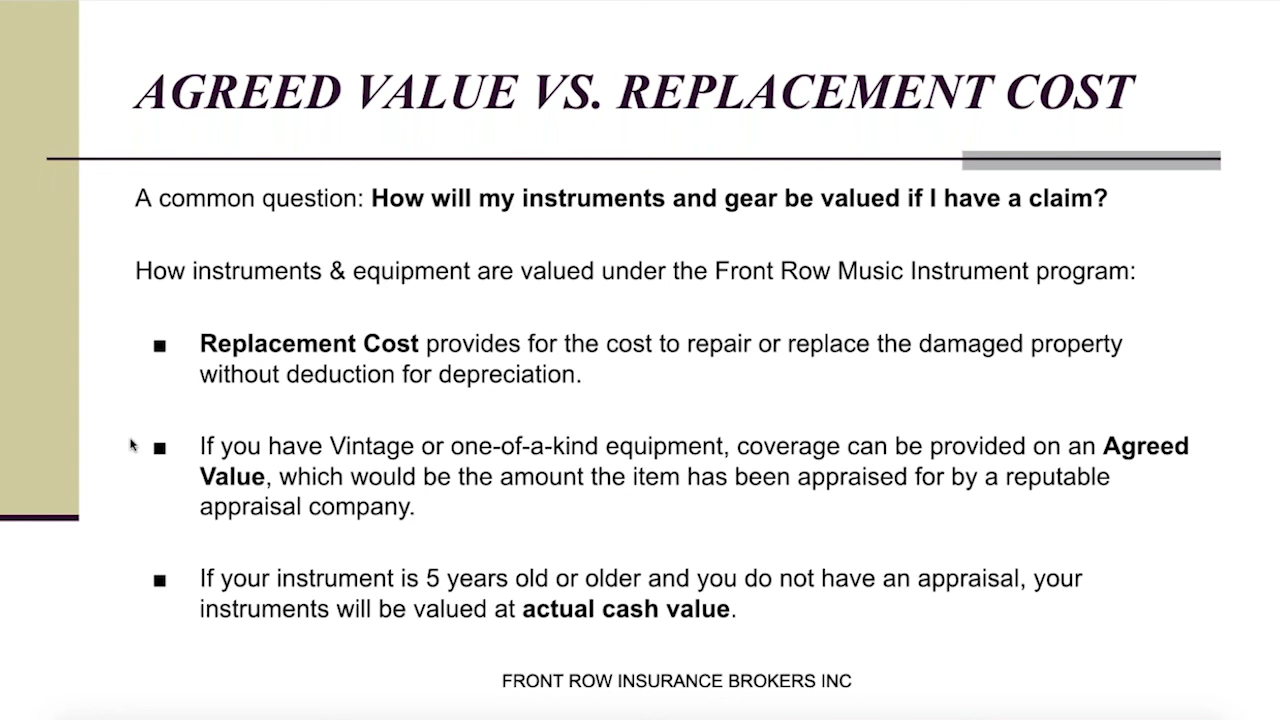 AGREED VALUE VS. REPLACEMENT COST
A common question: How will my instruments and gear be valued if I have a claim?
How instruments & equipment are valued under the Front Row Music Instrument program:
■ Replacement Cost provides for the cost to repair or replace the damaged property
without deduction for depreciation.
■ If you have Vintage or one-of-a-kind equipment, coverage can be provided on an Agreed
Value, which would be the amount the item has been appraised for by a reputable
appraisal company.
■ If your instrument is 5 years old or older and you do not have an appraisal, your
instruments will be valued at actual cash value.
FRONT ROW INSURANCE BROKERS INC